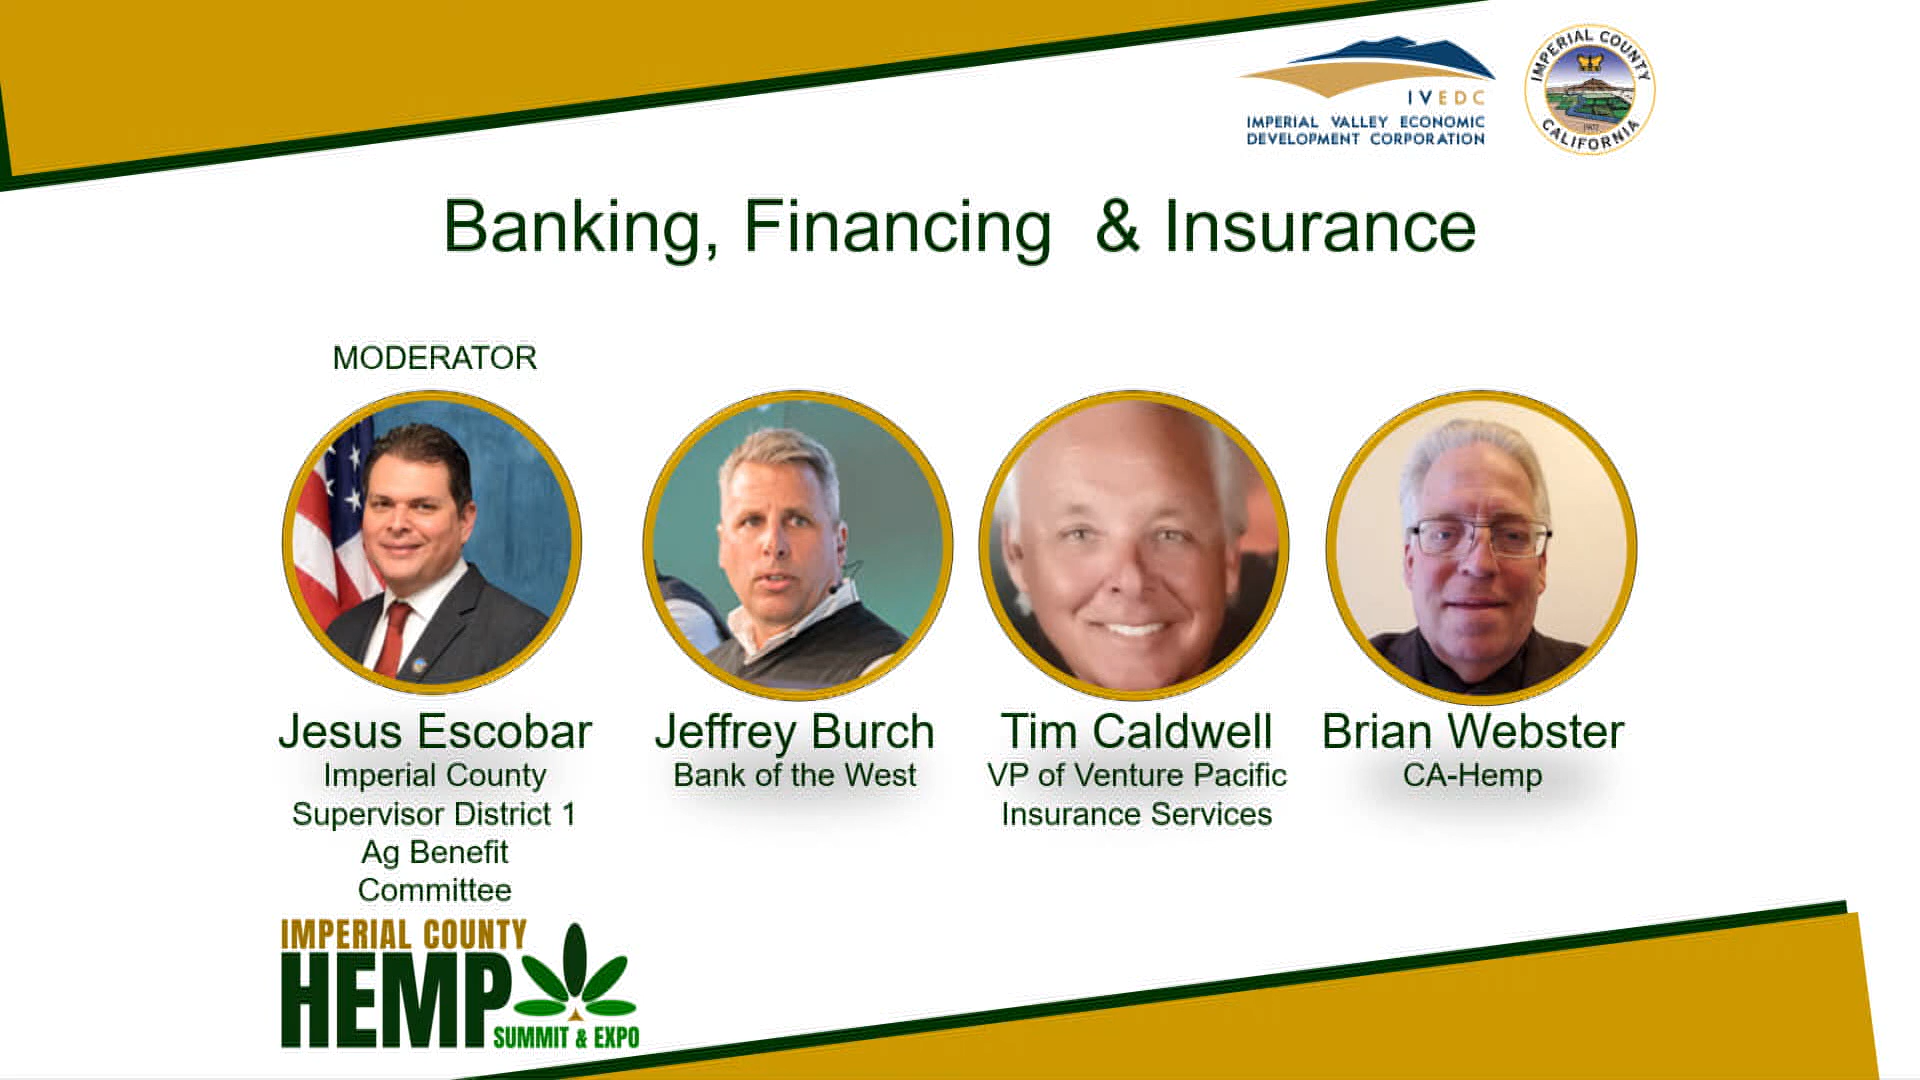 IVEDC
IMPERIAL VALLEY ECONOMIC
DEVELOPMENT CORPORATION
IMPERIAL COUNTY
CALIFORNIA
1907
Banking, Financing & Insurance
MODERATOR
Jesus Escobar
Imperial County
Supervisor District 1
Ag Benefit
Committee
Jeffrey Burch
Bank of the West
Tim Caldwell
VP of Venture Pacific
Insurance Services
Brian Webster
CA-Hemp
IMPERIAL COUNTY
HEMP
SUMMIT & EXPO